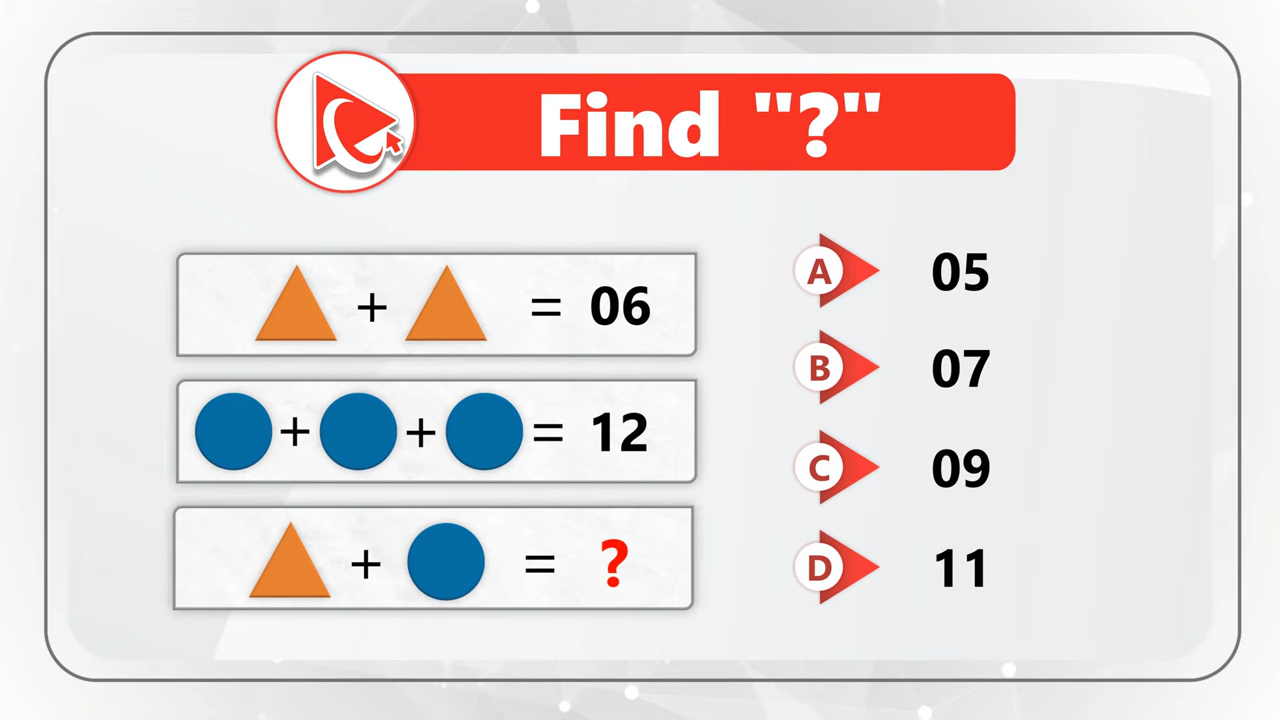 Find "?"
+ = 06
+ + = 12
+ = ?
A 05
B 07
C 09
D 11